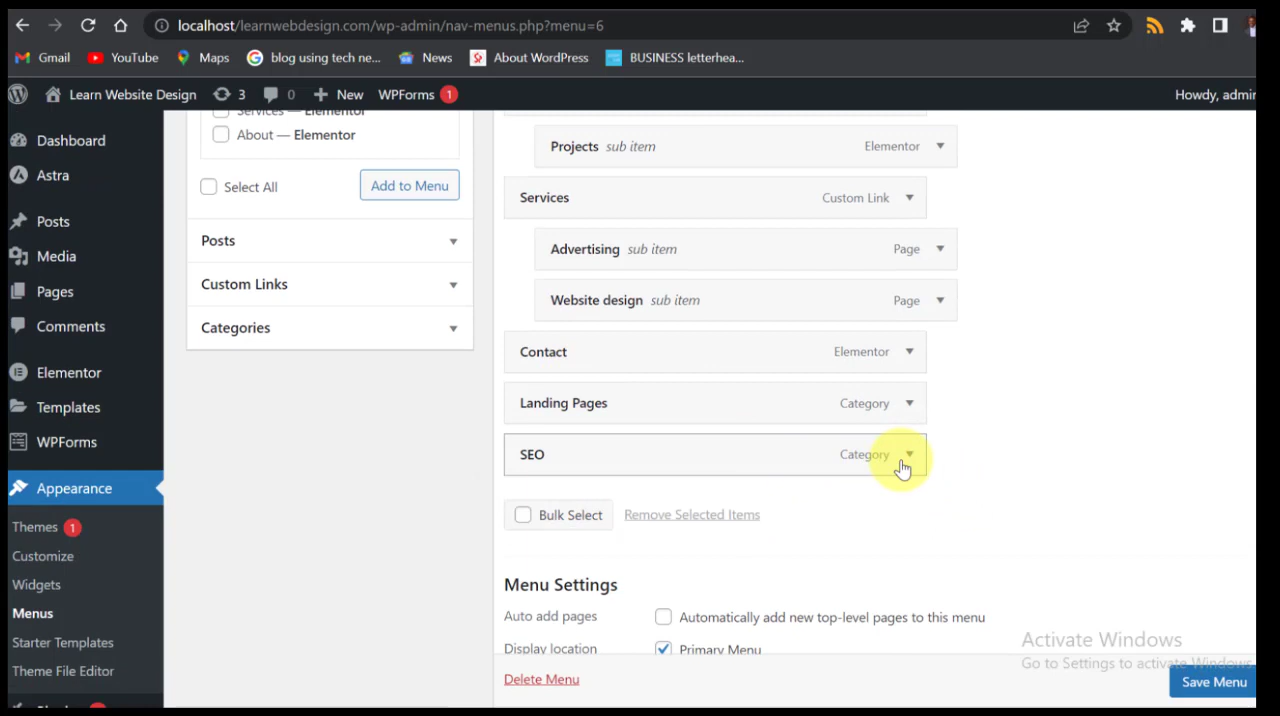 localhost/learnwebdesign.com/wp-admin/nav-menus.php?menu=6
Gmail YouTube Maps blog using tech ne... News About WordPress BUSINESS letterhea...
Learn Website Design 3 0 New WPForms 1 Howdy, admin
Dashboard
Astra
Posts
Media
Pages
Comments
Elementor
Templates
WPForms
Appearance
Themes 1
Customize
Widgets
Menus
Starter Templates
Theme File Editor
Services — Elementor
About — Elementor
Select All Add to Menu
Posts
Custom Links
Categories
Projects sub item Elementor
Services Custom Link
Advertising sub item Page
Website design sub item Page
Contact Elementor
Landing Pages Category
SEO Category
Bulk Select Remove Selected Items
Menu Settings
Auto add pages Automatically add new top-level pages to this menu
Display location Primary Menu
Delete Menu Save Menu
Activate Windows
Go to Settings to activate Windows.